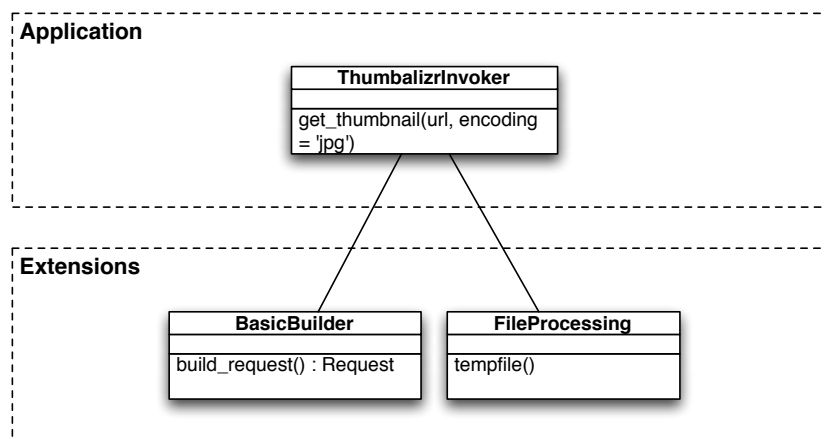 Application
ThumbalizrInvoker
get_thumbnail(url, encoding
= 'jpg')
Extensions
BasicBuilder
build_request() : Request
FileProcessing
tempfile()